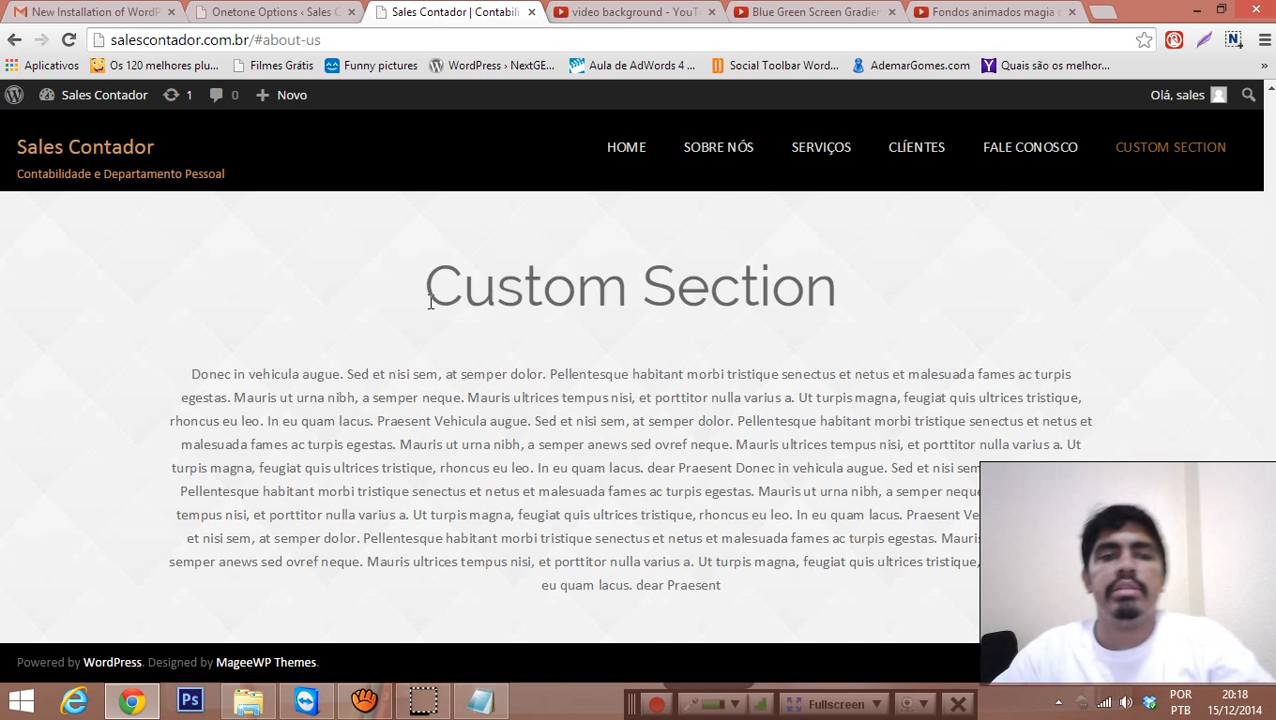 New Installation of WordP
Onetone Options ‹ Sales C
Sales Contador | Contabili
video background - YouT
Blue Green Screen Gradien
Fondos animados magia
salescontador.com.br/#about-us
Aplicativos
Os 120 melhores plu...
Filmes Grátis
Funny pictures
WordPress › NextGE...
Aula de AdWords 4 ...
Social Toolbar Word...
AdemarGomes.com
Quais são os melhor...
»
Sales Contador
1
0
Novo
Olá, sales
Sales Contador
HOME
SOBRE NÓS
SERVIÇOS
CLÍENTES
FALE CONOSCO
CUSTOM SECTION
Contabilidade e Departamento Pessoal
Custom Section
Donec in vehicula augue. Sed et nisi sem, at semper dolor. Pellentesque habitant morbi tristique senectus et netus et malesuada fames ac turpis
egestas. Mauris ut urna nibh, a semper neque. Mauris ultrices tempus nisi, et porttitor nulla varius a. Ut turpis magna, feugiat quis ultrices tristique,
rhoncus eu leo. In eu quam lacus. Praesent Vehicula augue. Sed et nisi sem, at semper dolor. Pellentesque habitant morbi tristique senectus et netus et
malesuada fames ac turpis egestas. Mauris ut urna nibh, a semper anews sed ovref neque. Mauris ultrices tempus nisi, et porttitor nulla varius a. Ut
turpis magna, feugiat quis ultrices tristique, rhoncus eu leo. In eu quam lacus. dear Praesent Donec in vehicula augue. Sed et nisi sem
Pellentesque habitant morbi tristique senectus et netus et malesuada fames ac turpis egestas. Mauris ut urna nibh, a semper neque
tempus nisi, et porttitor nulla varius a. Ut turpis magna, feugiat quis ultrices tristique, rhoncus eu leo. In eu quam lacus. Praesent Ve
et nisi sem, at semper dolor. Pellentesque habitant morbi tristique senectus et netus et malesuada fames ac turpis egestas. Mauris
semper anews sed ovref neque. Mauris ultrices tempus nisi, et porttitor nulla varius a. Ut turpis magna, feugiat quis ultrices tristique,
eu quam lacus. dear Praesent
Powered by WordPress. Designed by MageeWP Themes.
Ps
Fullscreen
POR
PTB
20:18
15/12/2014